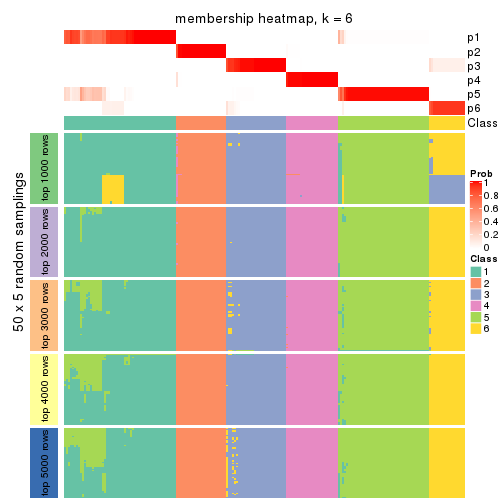 membership heatmap, k = 6
p1
p2
p3
p4
p5
p6
Class
50 x 5 random samplings
top 1000 rows
top 2000 rows
top 3000 rows
top 4000 rows
top 5000 rows
Prob
1
0.8
0.6
0.4
0.2
0
Class
1
2
3
4
5
6